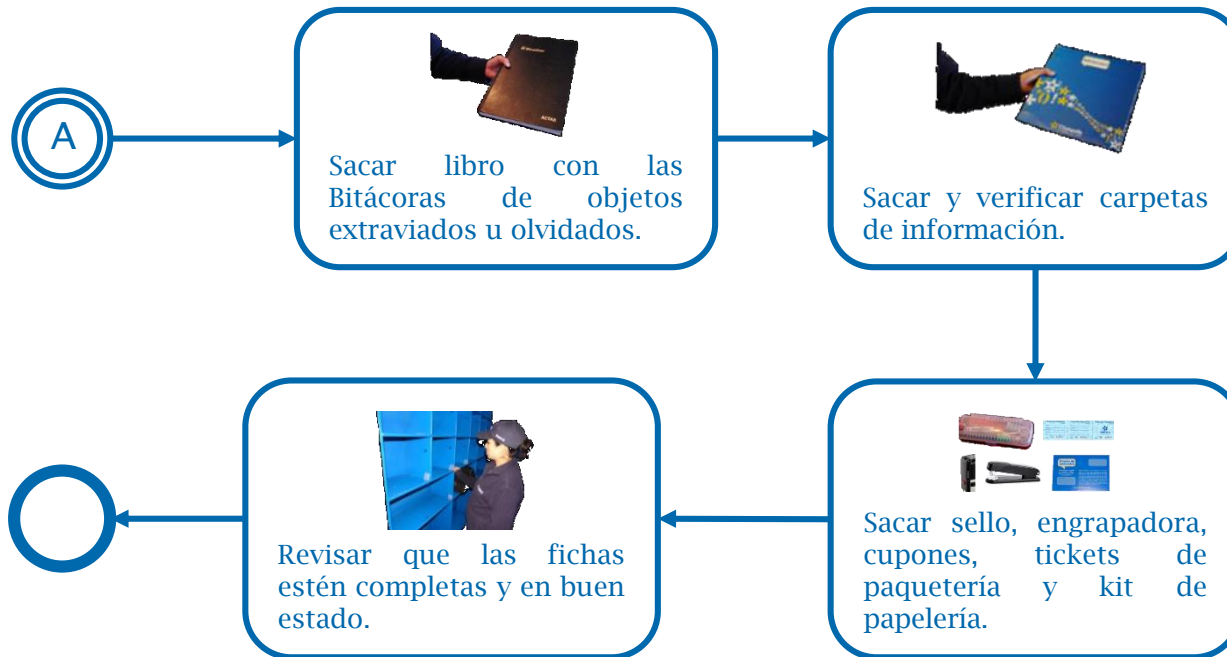 A
Sacar libro con las
Bitácoras de objetos
extraviados u olvidados.
ACTAS
Sacar y verificar carpetas
de información.
Sacar sello, engrapadora,
cupones, tickets de
paquetería y kit de
papelería.
Revisar que las fichas
estén completas y en buen
estado.